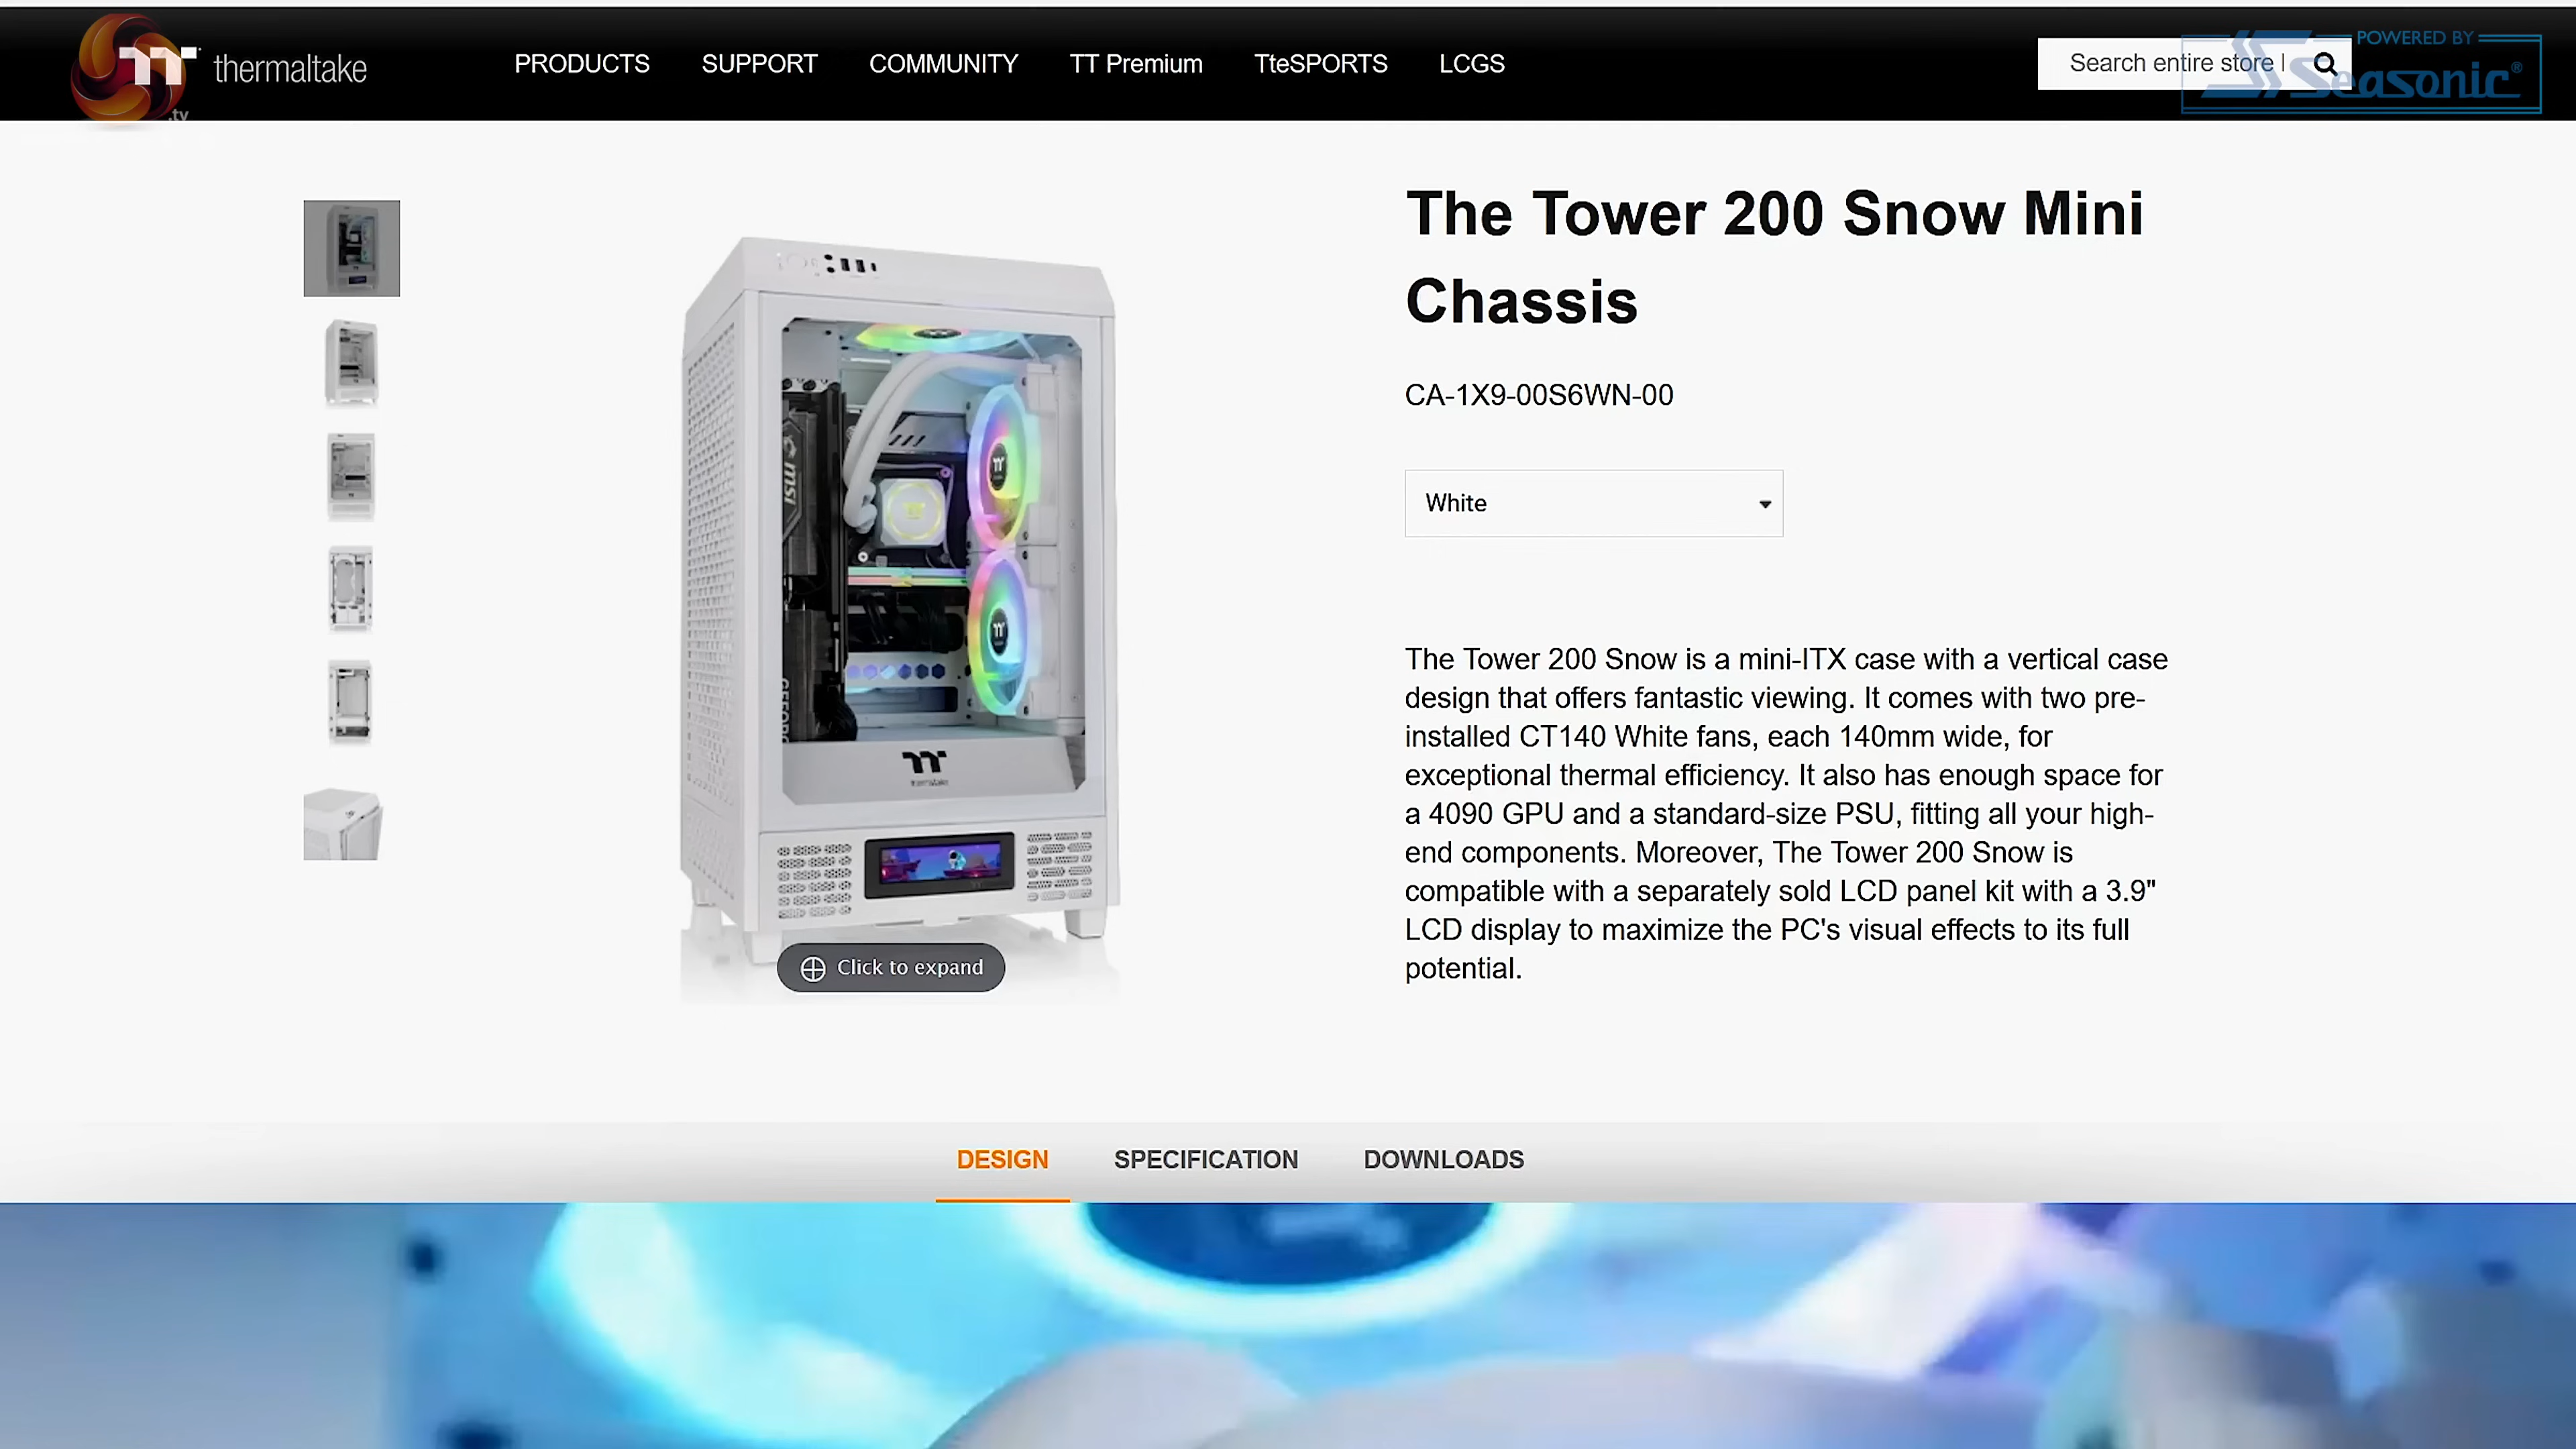 thermaltake
PRODUCTS
SUPPORT
COMMUNITY
TT Premium
TteSPORTS
LCGS
Search entire store
POWERED BY
Seasonic®
.tv
The Tower 200 Snow Mini
Chassis
CA-1X9-00S6WN-00
White
The Tower 200 Snow is a mini-ITX case with a vertical case
design that offers fantastic viewing. It comes with two pre-
installed CT140 White fans, each 140mm wide, for
exceptional thermal efficiency. It also has enough space for
a 4090 GPU and a standard-size PSU, fitting all your high-
end components. Moreover, The Tower 200 Snow is
compatible with a separately sold LCD panel kit with a 3.9"
LCD display to maximize the PC's visual effects to its full
potential.
msi
thermaltake
Click to expand
DESIGN
SPECIFICATION
DOWNLOADS